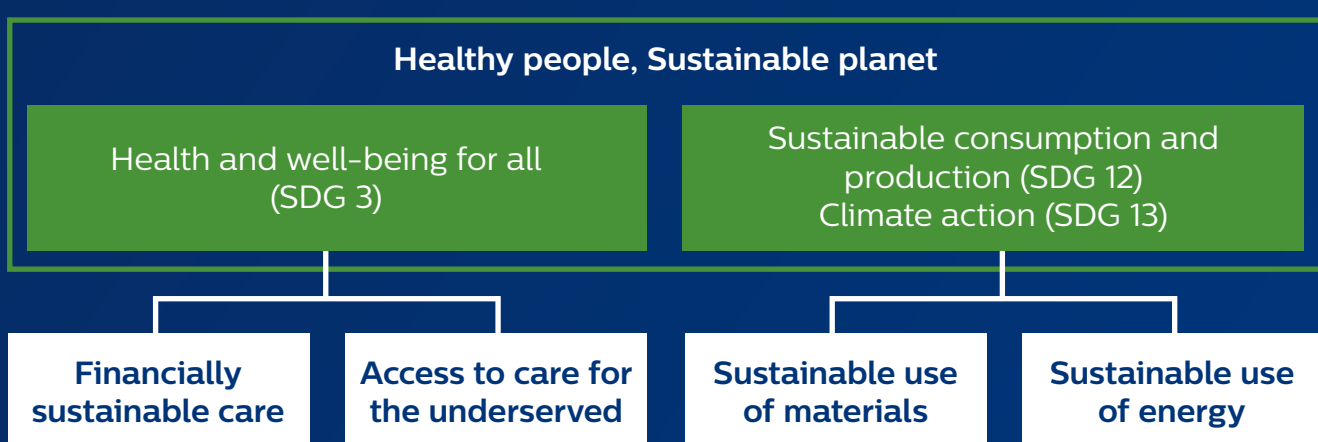 Healthy people, Sustainable planet
Health and well-being for all
(SDG 3)
Sustainable consumption and
production (SDG 12)
Climate action (SDG 13)
Financially
sustainable care
Access to care for
the underserved
Sustainable use
of materials
Sustainable use
of energy